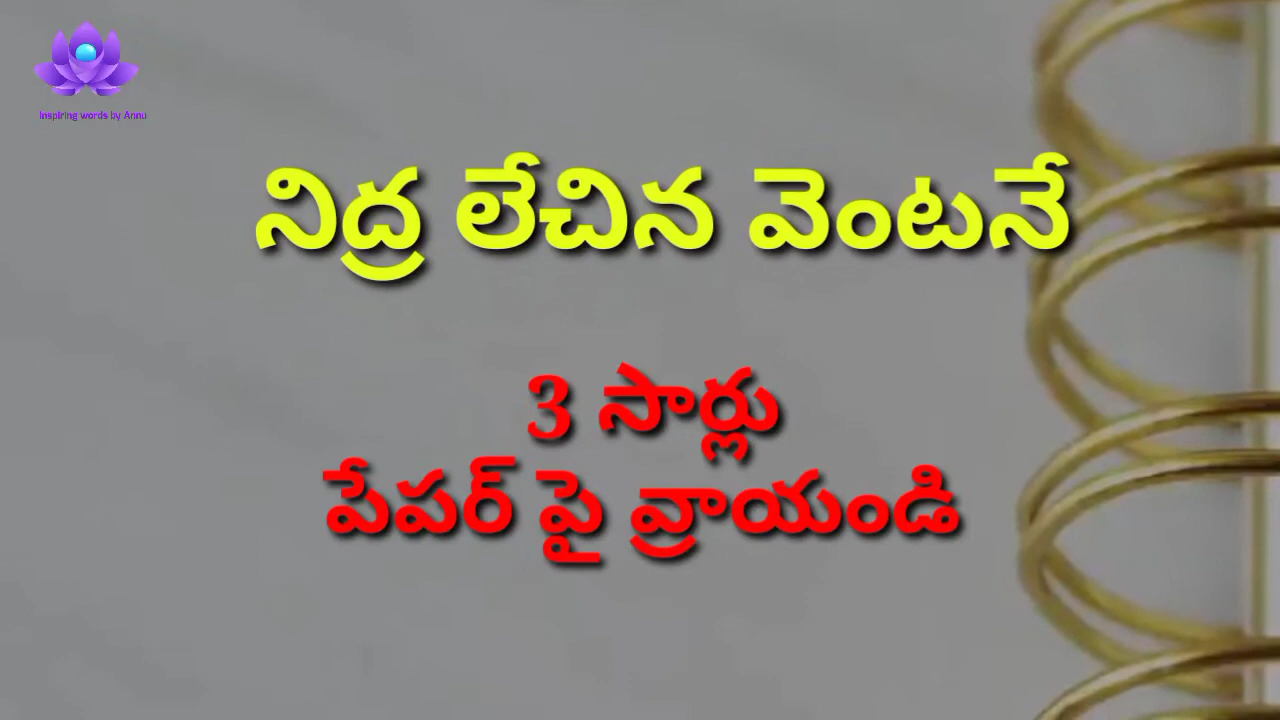 Inspiring words by Annu
నిద్ర లేచిన వెంటనే
3 సార్లు
పేపర్ పై వ్రాయండి